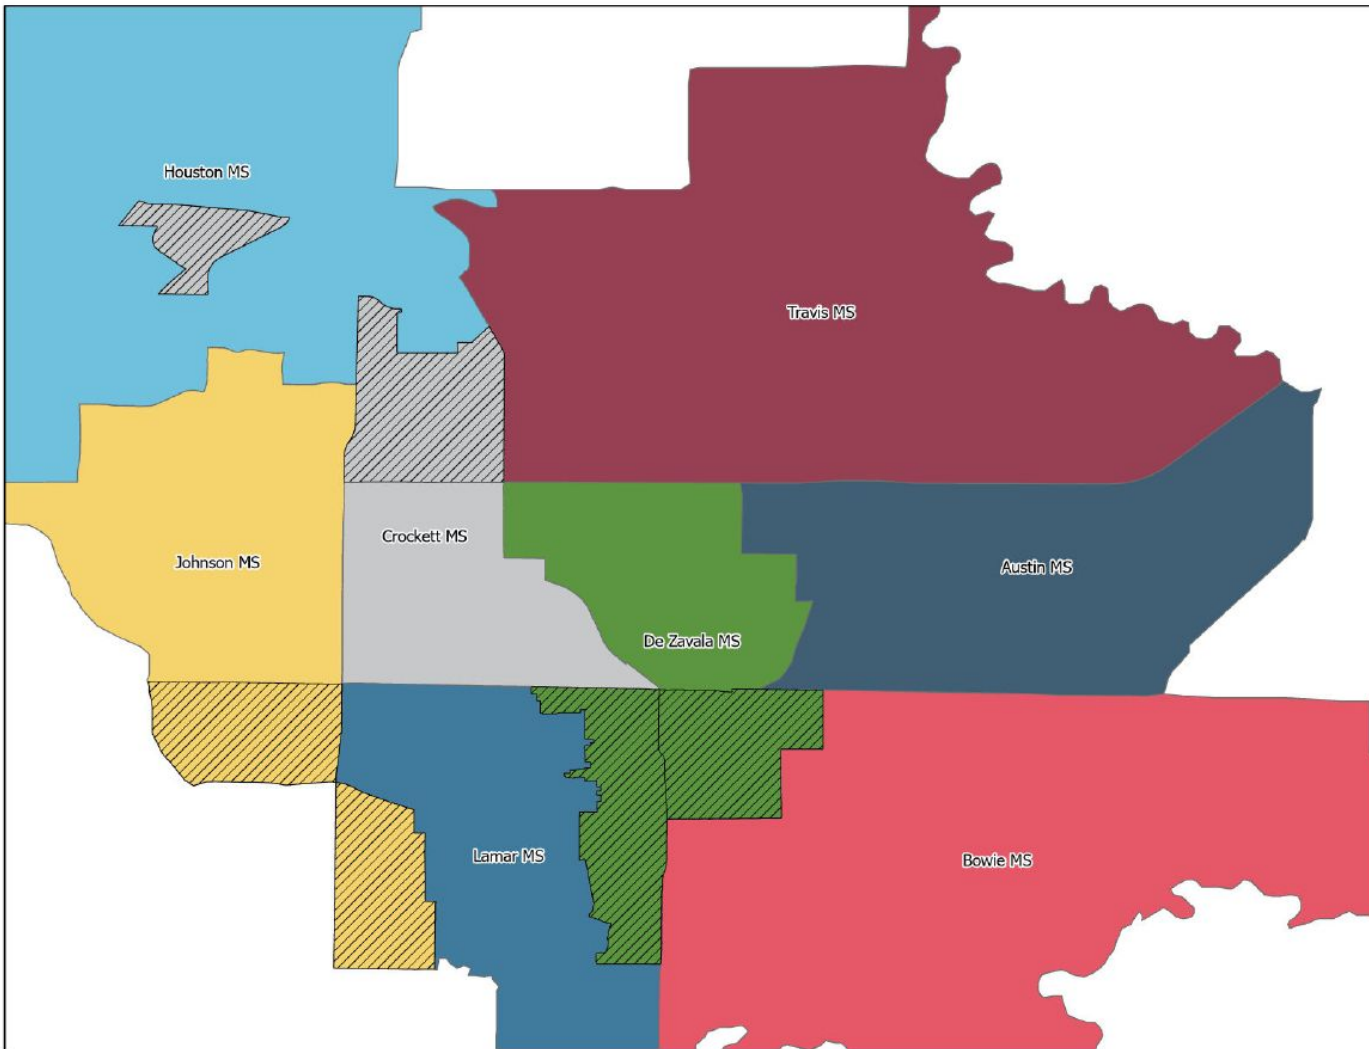 Houston MS
Travis MS
Crockett MS
Johnson MS
Austin MS
De Zavala MS
Lamar MS
Bowie MS